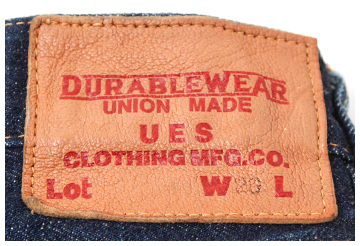 DURABLEWEAR
UNION MADE
UES
CLOTHING MFG.CO.
Lot W L